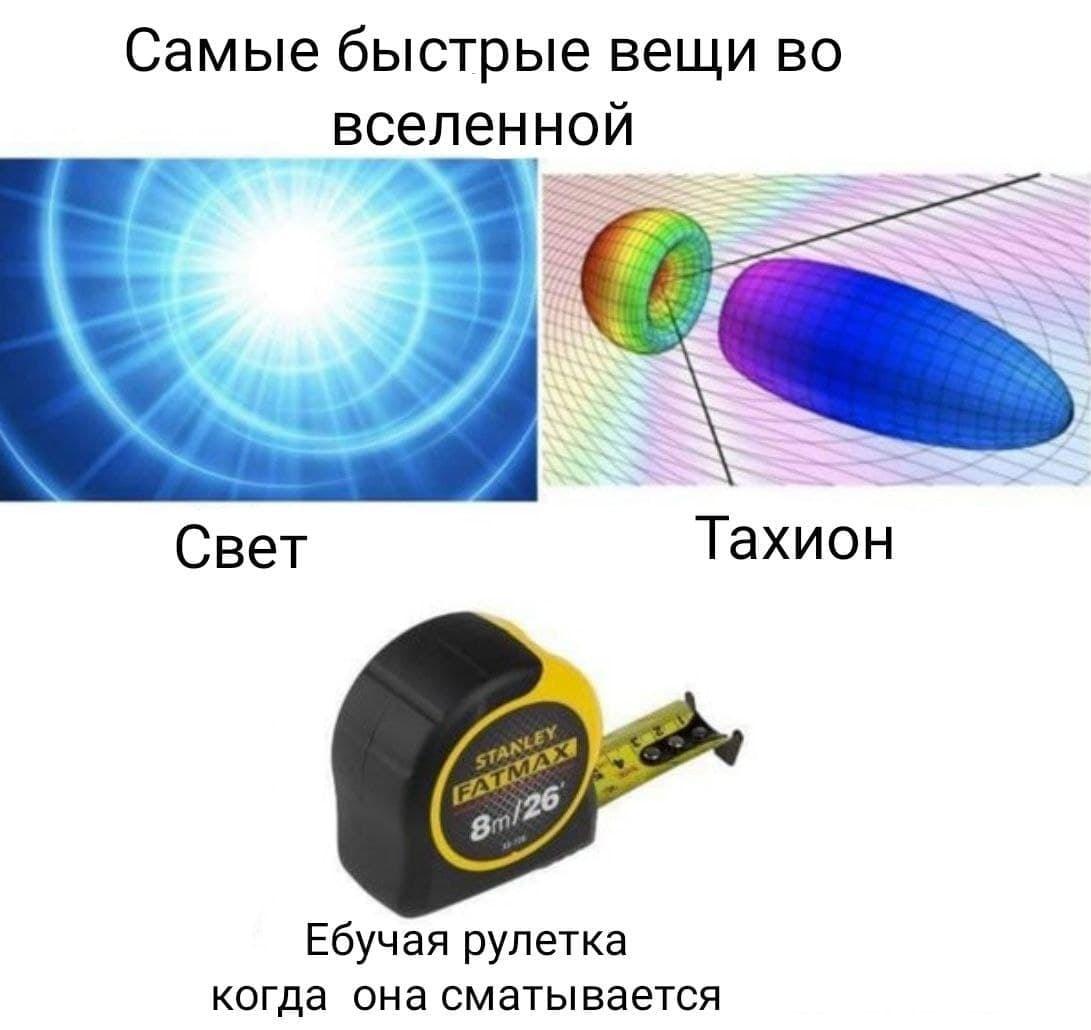 Самые быстрые вещи во
вселенной
Свет
Тахион
STANLEY
FATMAX
8m/26'
Ебучая рулетка
когда она сматывается